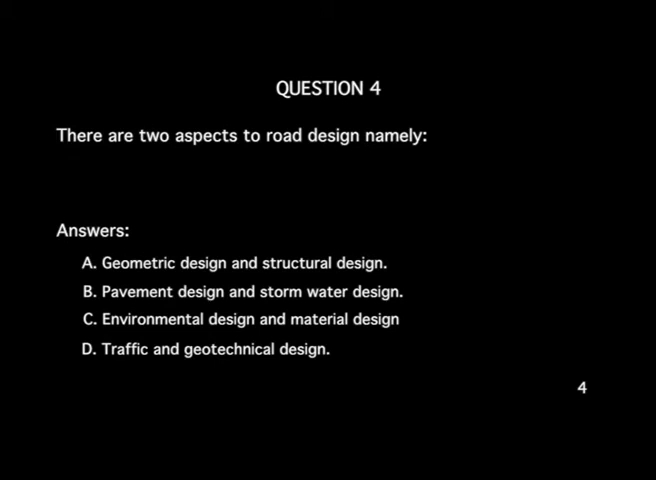 QUESTION 4
There are two aspects to road design namely:
Answers:
A. Geometric design and structural design.
B. Pavement design and storm water design.
C. Environmental design and material design
D. Traffic and geotechnical design.
4